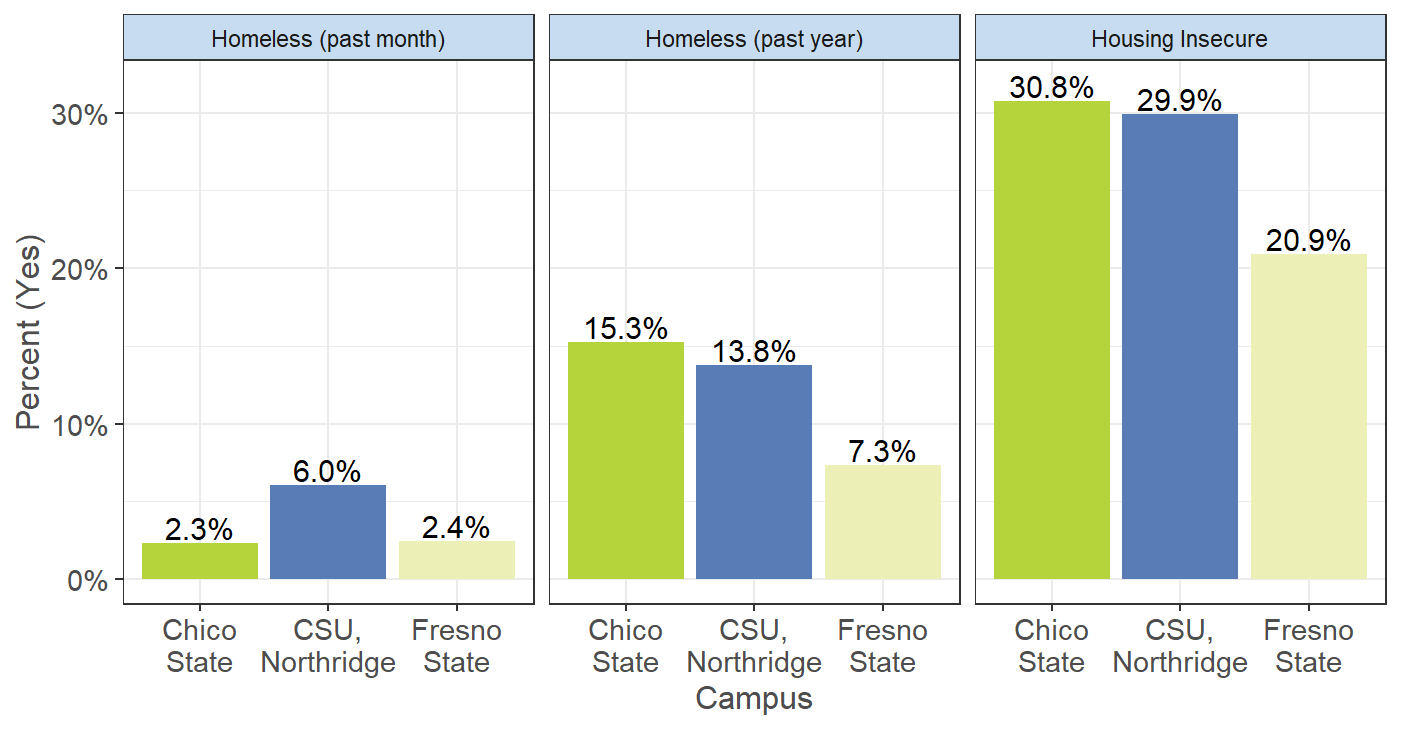 Homeless (past month)
Homeless (past year)
Housing Insecure
Percent (Yes)
30%
20%
10%
0%
2.3%
6.0%
2.4%
15.3%
13.8%
7.3%
30.8%
29.9%
20.9%
Chico
State
CSU,
Northridge
Fresno
State
Chico
State
CSU,
Northridge
Fresno
State
Chico
State
CSU,
Northridge
Fresno
State
Campus